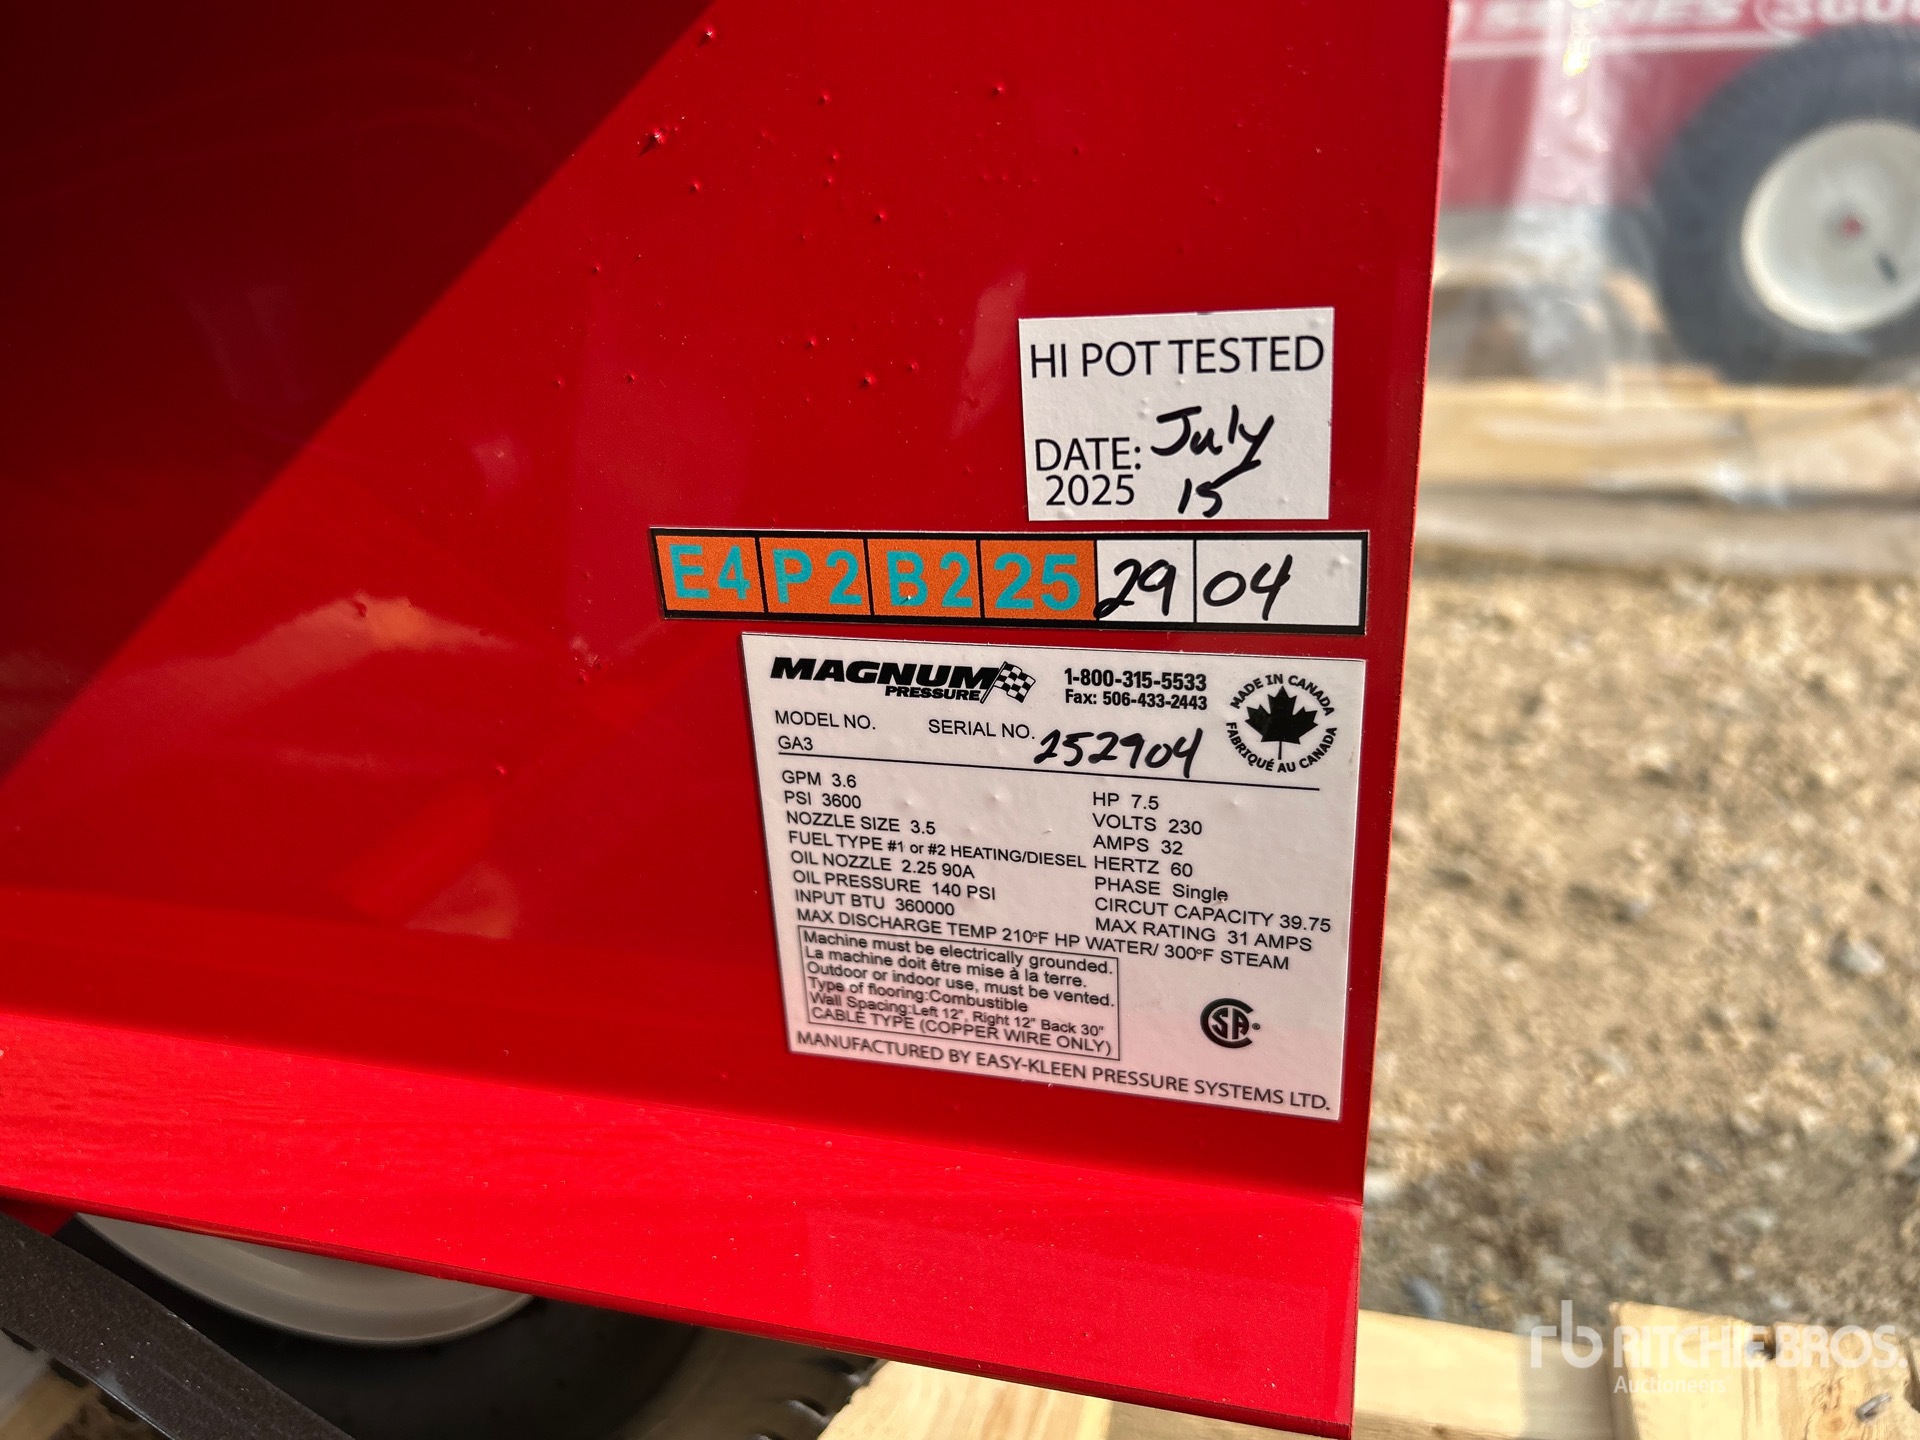 SERIES 3600
HI POT TESTED
DATE: July
2025 15
E4 P2 B2 25 29 04
MAGNUM
PRESSURE
1-800-315-5533
Fax: 506-433-2443
MADE IN CANADA
FABRIQUÉ AU CANADA
MODEL NO. SERIAL NO. 252904
GA3
GPM 3.6
PSI 3600
NOZZLE SIZE 3.5
FUEL TYPE #1 or #2 HEATING/DIESEL
OIL NOZZLE 2.25 90A
OIL PRESSURE 140 PSI
INPUT BTU 360000
MAX DISCHARGE TEMP 210°F HP WATER/ 300°F STEAM
HP 7.5
VOLTS 230
AMPS 32
HERTZ 60
PHASE Single
CIRCUT CAPACITY 39.75
MAX RATING 31 AMPS
Machine must be electrically grounded.
La machine doit être mise à la terre.
Outdoor or indoor use, must be vented.
Type of flooring:Combustible
Wall Spacing:Left 12", Right 12" Back 30"
CABLE TYPE (COPPER WIRE ONLY)
CSA
MANUFACTURED BY EASY-KLEEN PRESSURE SYSTEMS LTD.
rb RITCHIE BROS.
Auctioneers